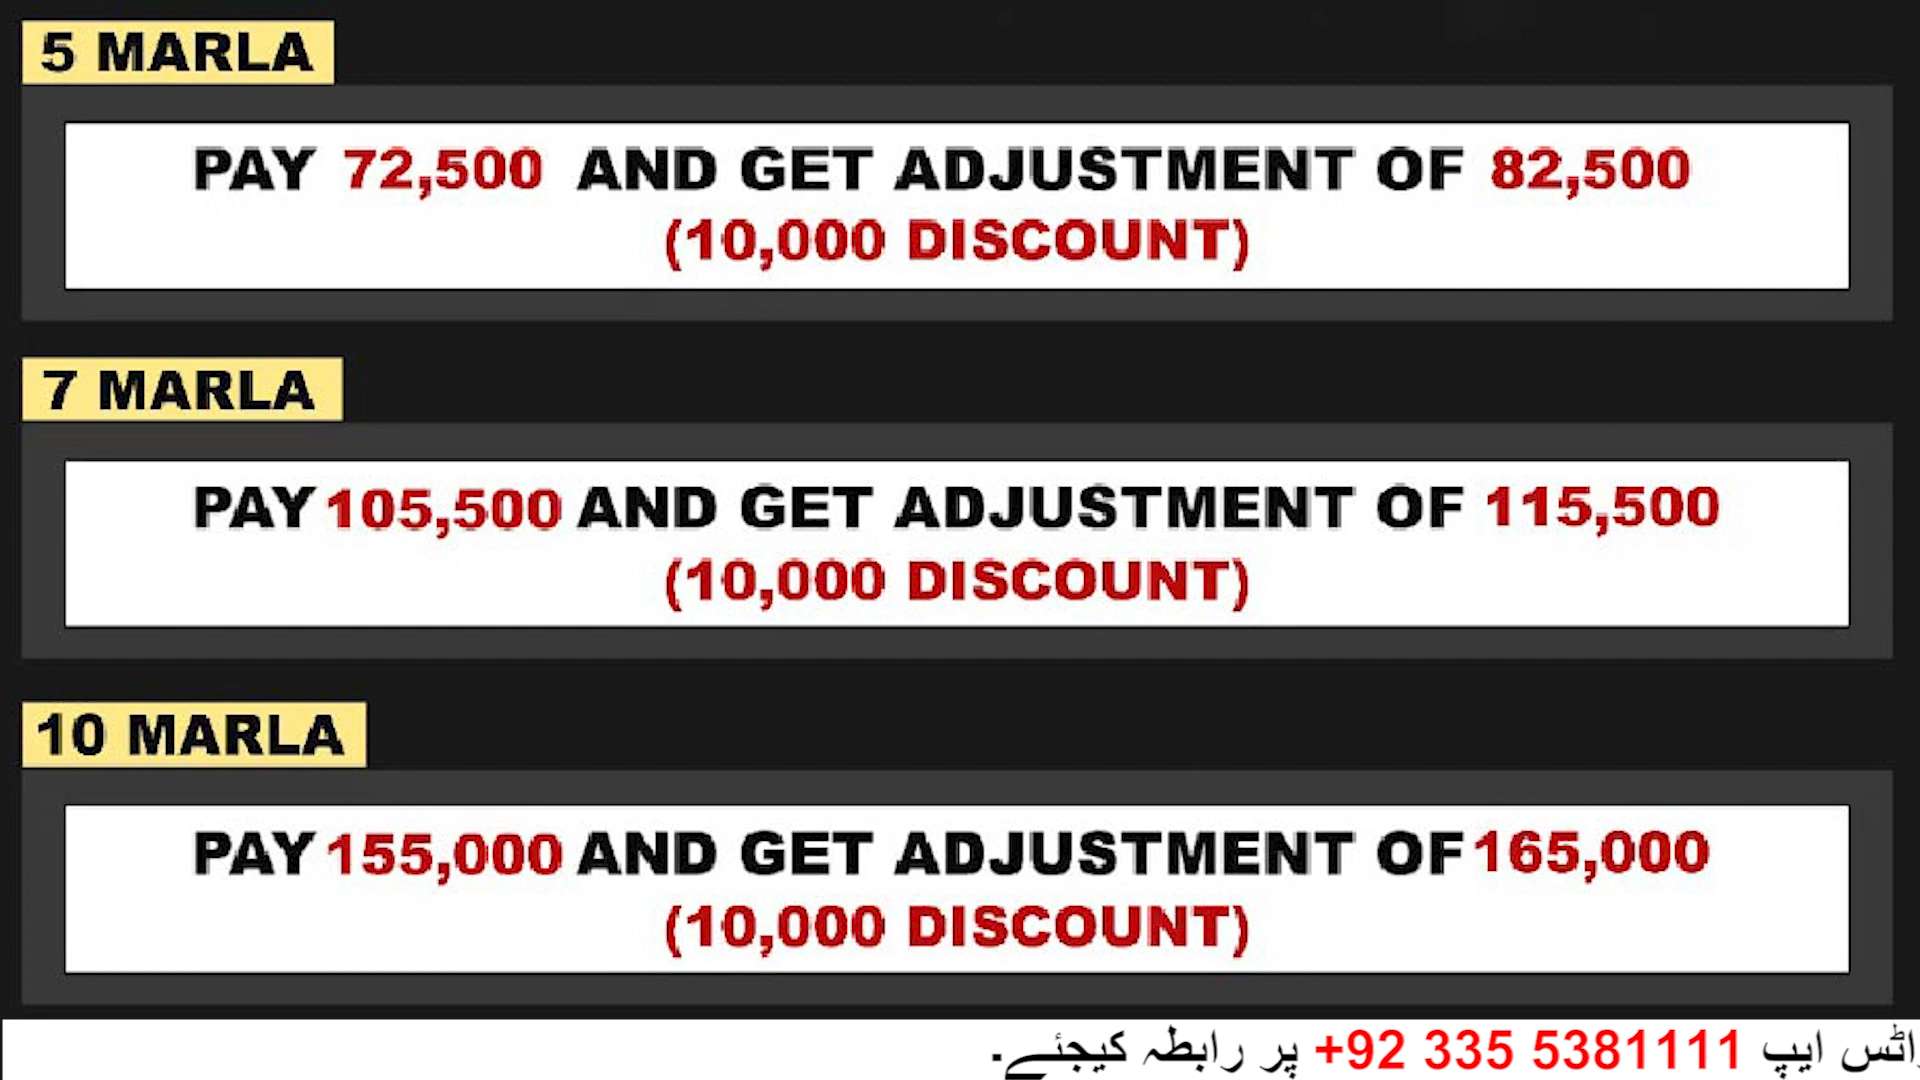 5 MARLA
PAY 72,500 AND GET ADJUSTMENT OF 82,500
(10,000 DISCOUNT)
7 MARLA
PAY 105,500 AND GET ADJUSTMENT OF 115,500
(10,000 DISCOUNT)
10 MARLA
PAY 155,000 AND GET ADJUSTMENT OF 165,000
(10,000 DISCOUNT)
ایپ +92 335 5381111 پر رابطہ کیجئے۔